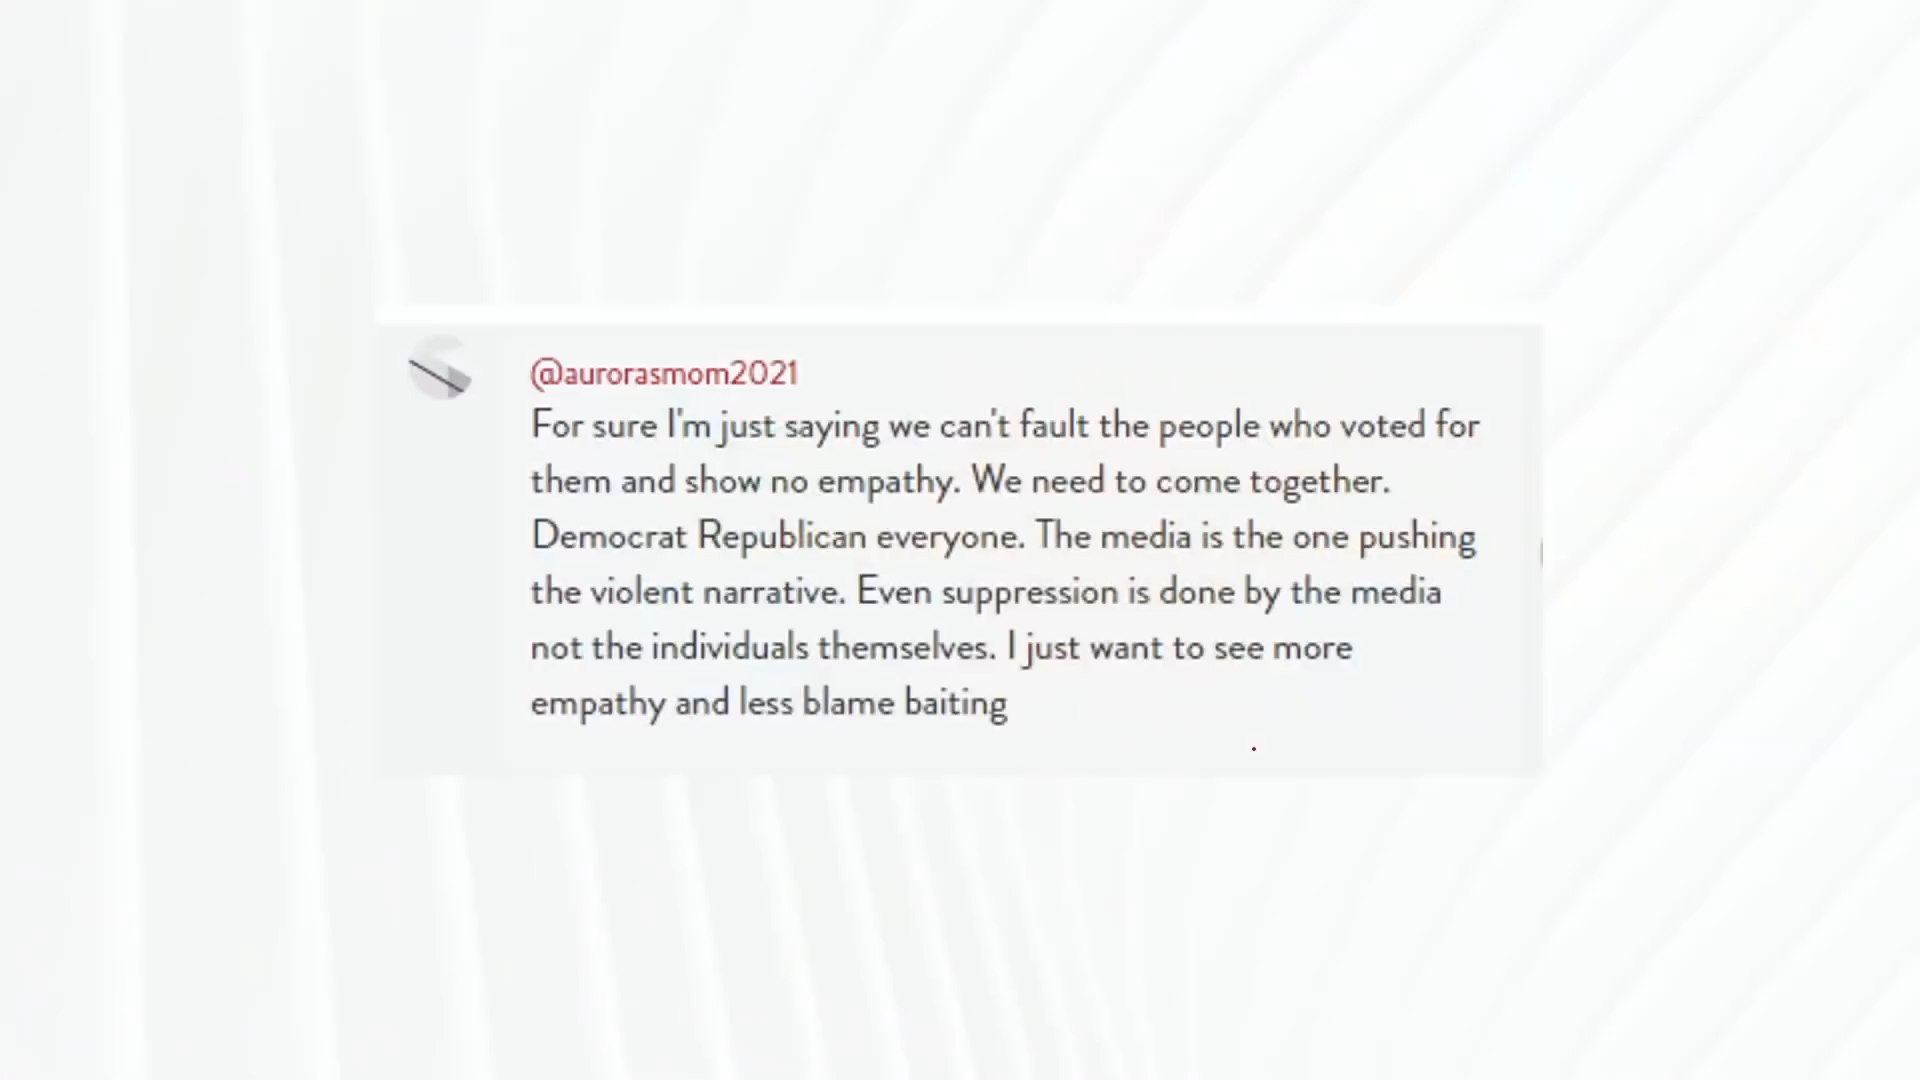 @aurorasmom2021
For sure I'm just saying we can't fault the people who voted for
them and show no empathy. We need to come together.
Democrat Republican everyone. The media is the one pushing
the violent narrative. Even suppression is done by the media
not the individuals themselves. I just want to see more
empathy and less blame baiting